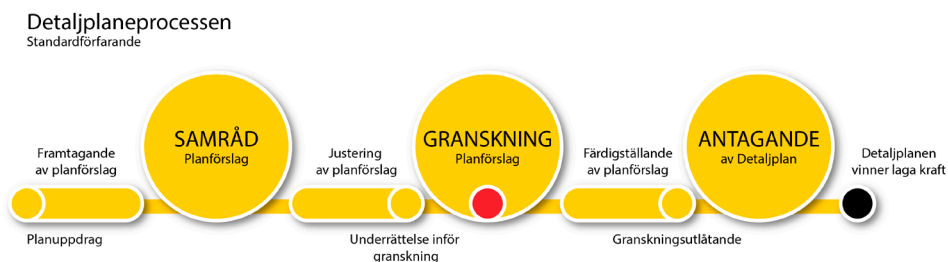 Detaljplaneprocessen
Standardförfarande
Framtagande
av planförslag
SAMRÅD
Planförslag
Justering
av planförslag
GRANSKNING
Planförslag
Färdigställande
av planförslag
ANTAGANDE
av Detaljplan
Detaljplanen
vinner laga kraft
Planuppdrag
Underrättelse inför
granskning
Granskningsutlåtande